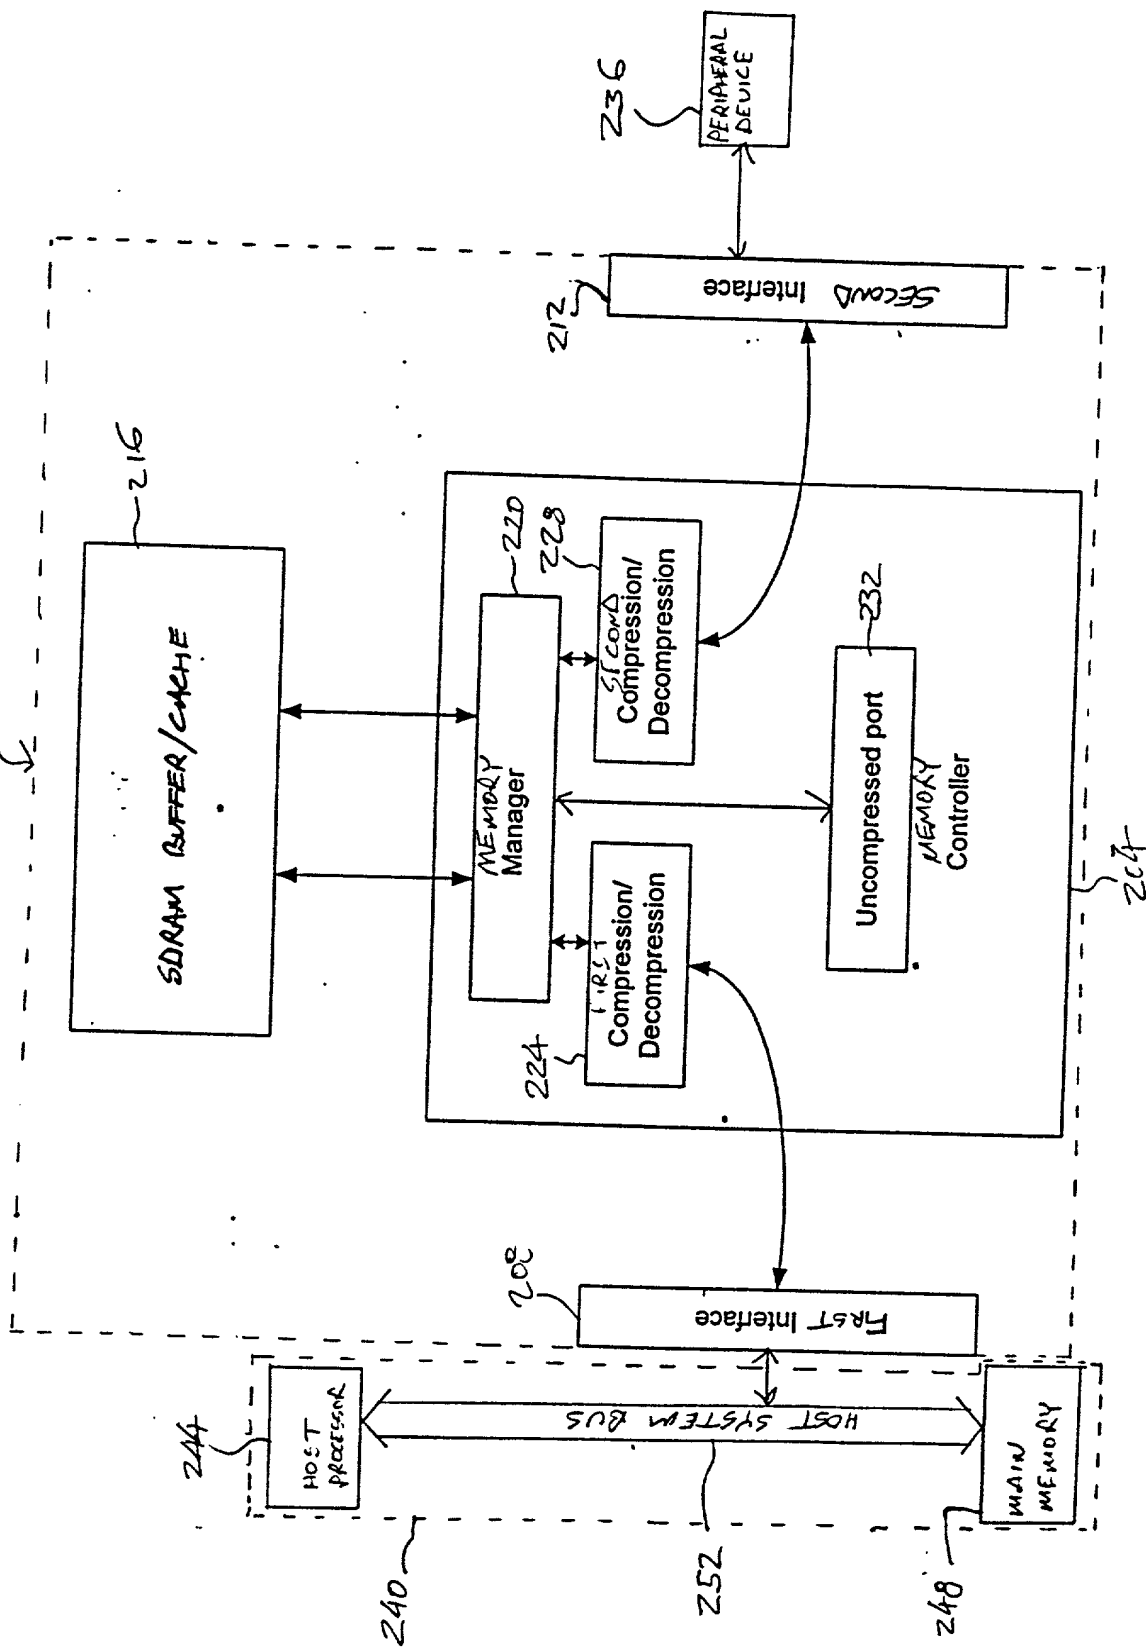 216
SDRAM BUFFER/CACHE
220
MEMORY
Manager
228
SECOND
Compression/
Decompression
224
FIRST
Compression/
Decompression
232
Uncompressed port
MEMORY
Controller
204
212
SECOND Interface
236
PERIPHERAL
DEVICE
FIRST Interface
244
HOST
PROCESSOR
HOST SYSTEM BUS
240
252
248
MAIN
MEMORY